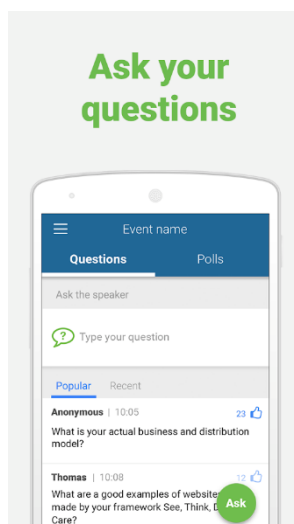 Ask your
questions
Event name
Questions
Polls
Ask the speaker
? Type your question
Popular
Recent
Anonymous | 10:05
23
What is your actual business and distribution
model?
Thomas | 10:08
12
What are a good examples of
made by your framework See, Think,
Care?
Ask